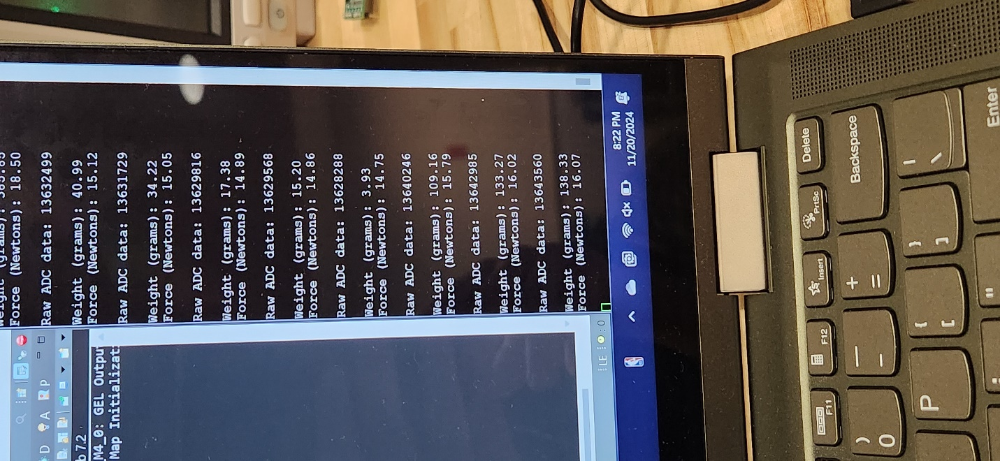 Force (Newtons): 18.50
Raw ADC data: 13632499
Weight (grams): 40.99
Force (Newtons): 15.12
Raw ADC data: 13631729
Weight (grams): 34.22
Force (Newtons): 15.05
Raw ADC data: 13629816
Weight (grams): 17.38
Force (Newtons): 14.89
Raw ADC data: 13629568
Weight (grams): 15.20
Force (Newtons): 14.86
Raw ADC data: 13628288
Weight (grams): 3.93
Force (Newtons): 14.75
Raw ADC data: 13640246
Weight (grams): 109.16
Force (Newtons): 15.79
Raw ADC data: 13642985
Weight (grams): 133.27
Force (Newtons): 16.02
Raw ADC data: 13643560
Weight (grams): 138.33
Force (Newtons): 16.07
D A P
b 7.2
_M4_0: GEL Output
Map Initializat
LE : 0
8:22 PM
11/20/2024
F11
F12
Insert
PrtSc
Delete
) 0
_ -
+ =
Backspace
P
{ [
} ]
| \
" 
Enter